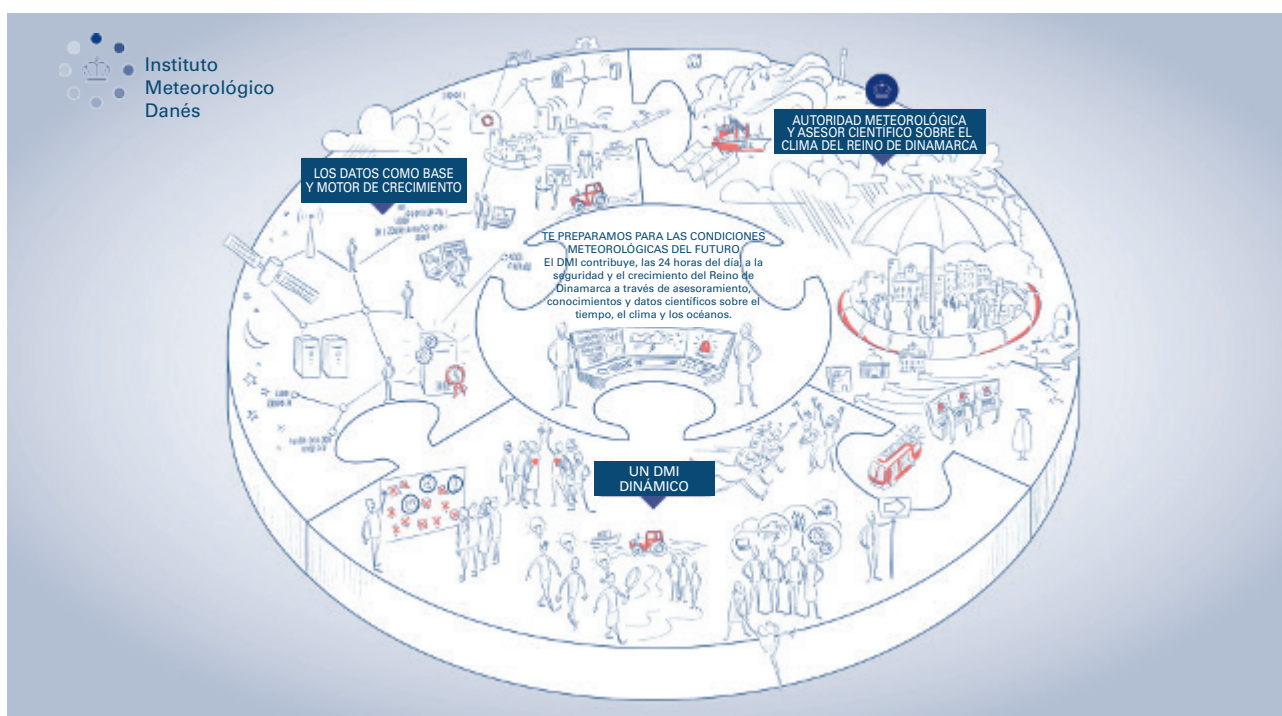 Instituto
Meteorológico
Danés
AUTORIDAD METEOROLÓGICA
Y ASESOR CIENTÍFICO SOBRE EL
CLIMA DEL REINO DE DINAMARCA
LOS DATOS COMO BASE
Y MOTOR DE CRECIMIENTO
TE PREPARAMOS PARA LAS CONDICIONES
METEOROLÓGICAS DEL FUTURO
El DMI contribuye, las 24 horas del día, a la
seguridad y el crecimiento del Reino de
Dinamarca a través de asesoramiento,
conocimientos y datos científicos sobre el
tiempo, el clima y los océanos.
UN DMI
DINÁMICO